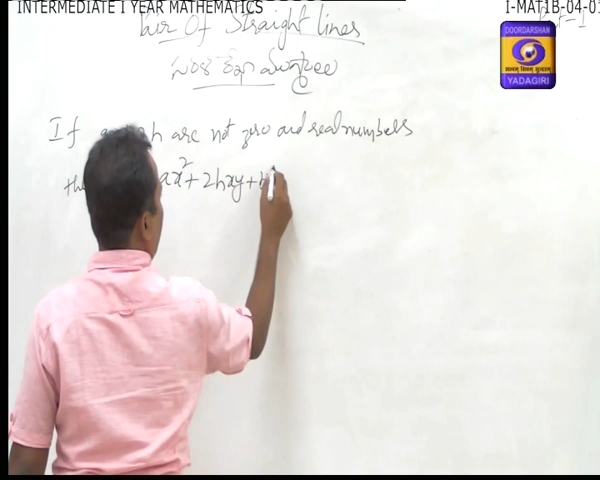 INTERMEDIATE I YEAR MATHEMATICS
I-MAT1B-04-01
Pair Of Straight lines
సరళ రేఖా యుగ్మాలు
DOORDARSHAN
YADAGIRI
If are not zero and real numbers
ax²+2hxy+